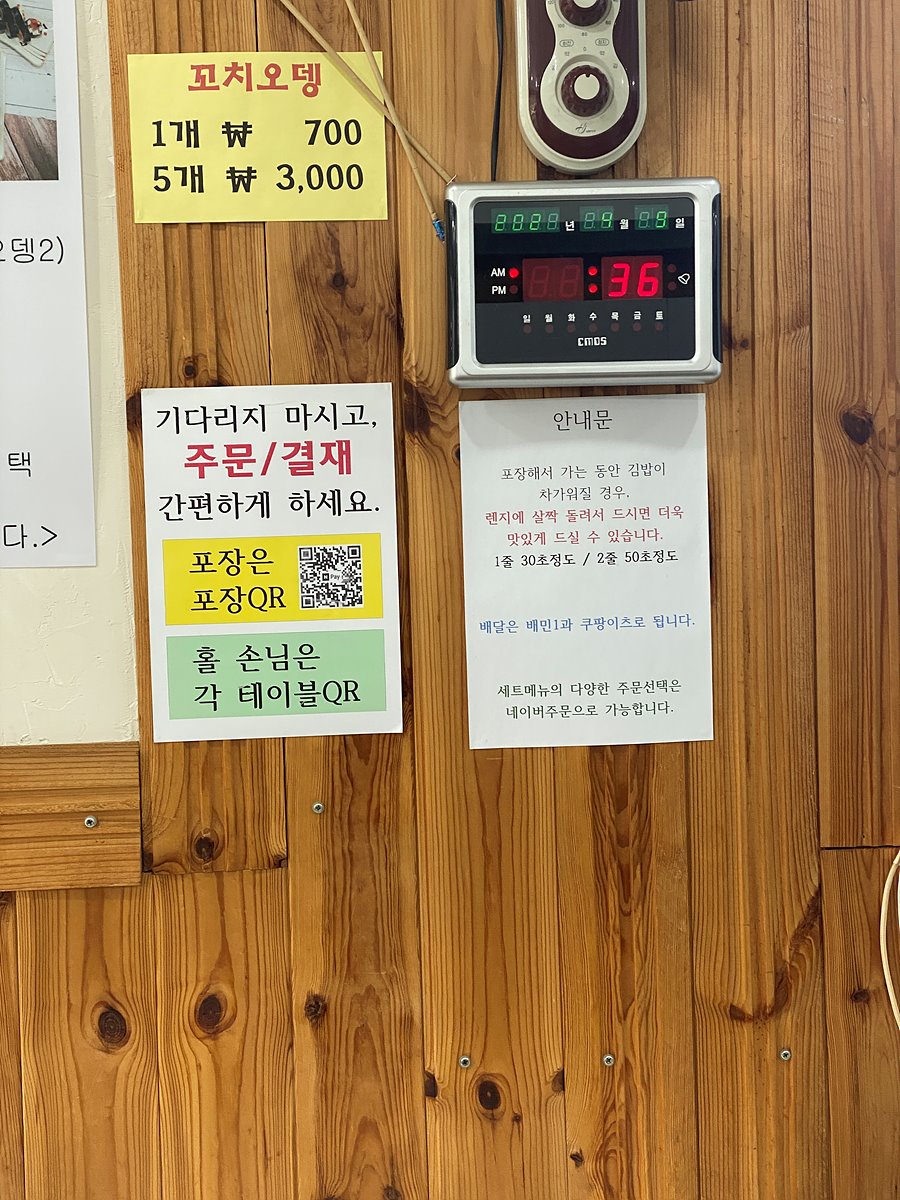 꼬치오뎅
1개 ₩ 700
5개 ₩ 3,000
오뎅2)
택
다.>
년 월 일
AM
PM
36
일 월 화 수 목 금 토
CMOS
기다리지 마시고,
주문/결재
간편하게 하세요.
포장은
포장QR
Pay
홀 손님은
각 테이블QR
안내문
포장해서 가는 동안 김밥이
차가워질 경우.
렌지에 살짝 돌려서 드시면 더욱
맛있게 드실 수 있습니다.
1줄 30초정도 / 2줄 50초정도
배달은 배민1과 쿠팡이츠로 됩니다.
세트메뉴의 다양한 주문선택은
네이버주문으로 가능합니다.